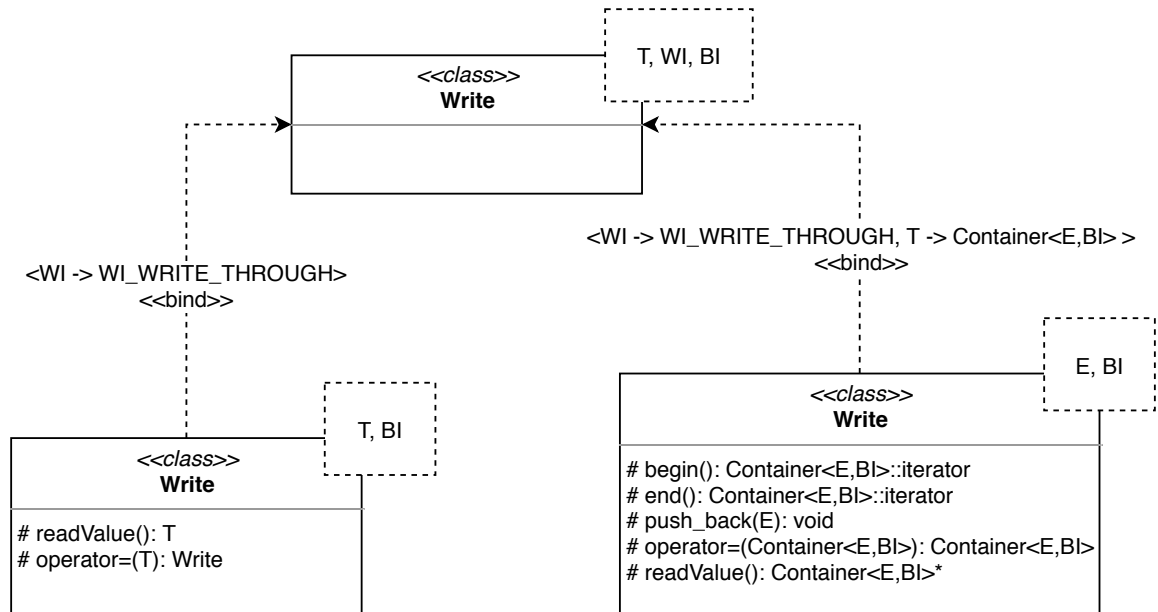 T, WI, BI
<<class>>
Write
<WI -> WI_WRITE_THROUGH>
<<bind>>
<WI -> WI_WRITE_THROUGH, T -> Container<E,BI> >
<<bind>>
T, BI
<<class>>
Write
# readValue(): T
# operator=(T): Write
E, BI
<<class>>
Write
# begin(): Container<E,BI>::iterator
# end(): Container<E,BI>::iterator
# push_back(E): void
# operator=(Container<E,BI>): Container<E,BI>
# readValue(): Container<E,BI>*